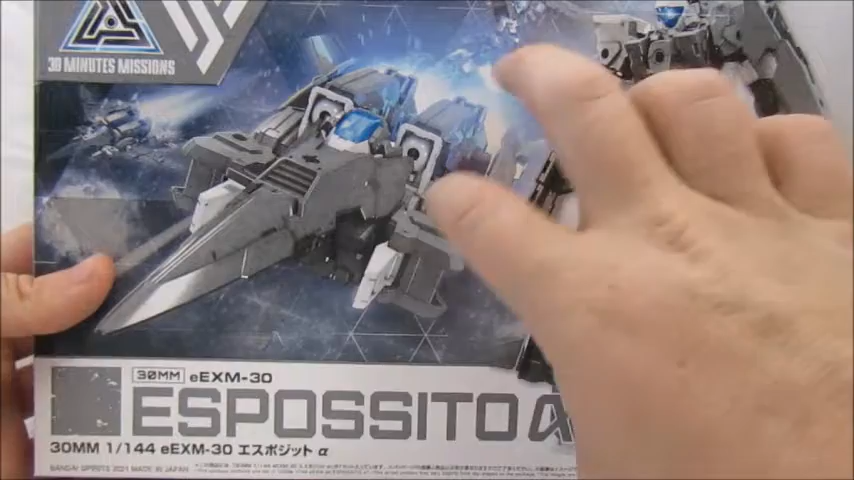 30 MINUTES MISSIONS
30MM eEXM-30
ESPOSSITO α
30MM 1/144 eEXM-30 エスポジット α
BANDAI SPIRITS 2021 MADE IN JAPAN